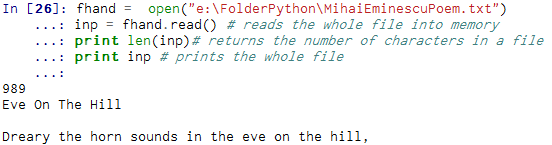 In [26]: fhand =  open("e:\FolderPython\MihaiEminescuPoem.txt")
    ...: inp = fhand.read() # reads the whole file into memory
    ...: print len(inp)# returns the number of characters in a file
    ...: print inp # prints the whole file
    ...:
989
Eve On The Hill

Dreary the horn sounds in the eve on the hill,